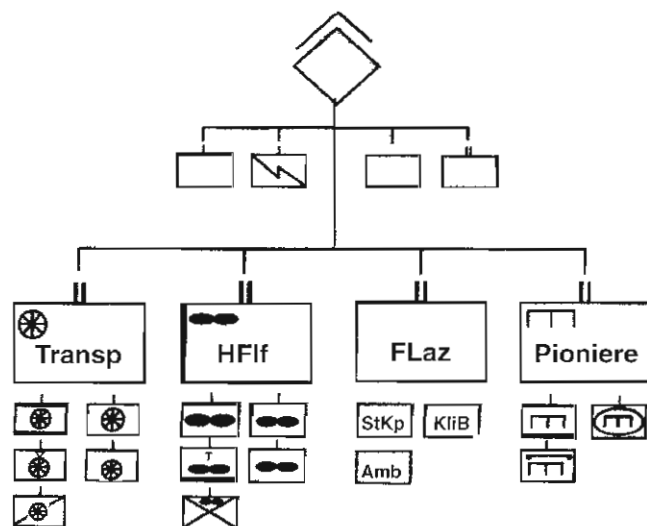 Transp
HFlf
FLaz
Pioniere
StKp
KliB
T
Amb